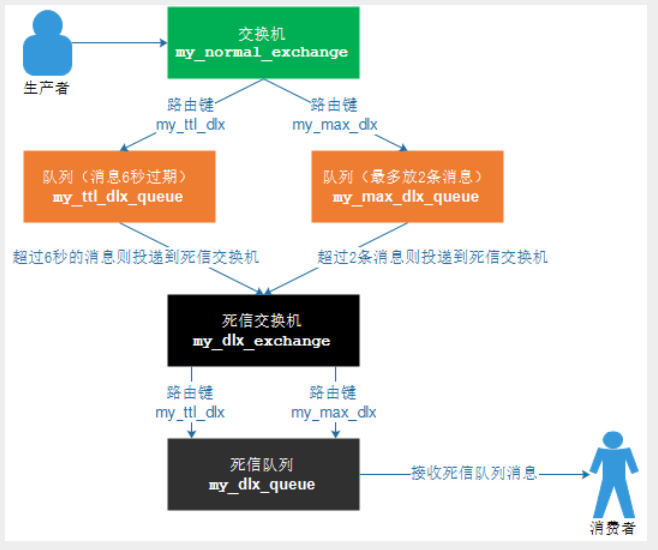 生产者
交换机
my_normal_exchange
路由键
my_ttl_dlx
路由键
my_max_dlx
队列（消息6秒过期）
my_ttl_dlx_queue
队列（最多放2条消息）
my_max_dlx_queue
超过6秒的消息则投递到死信交换机
超过2条消息则投递到死信交换机
死信交换机
my_dlx_exchange
路由键
my_ttl_dlx
路由键
my_max_dlx
死信队列
my_dlx_queue
接收死信队列消息
消费者